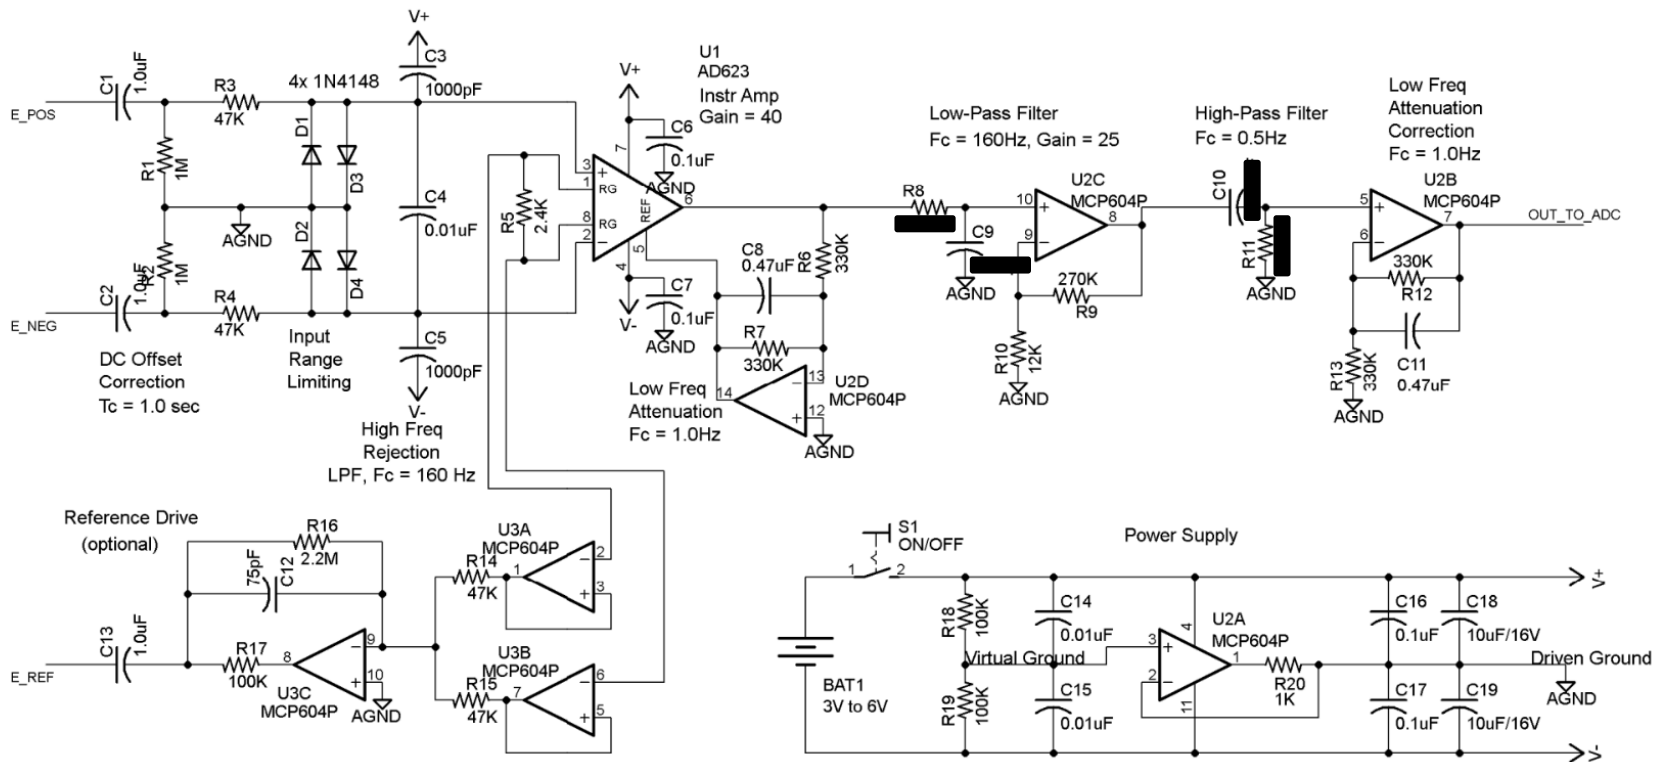 V+
C3
1000pF
C1
1.0uF
E_POS
R3
47K
4x 1N4148
D1
D3
R1
1M
AGND
C4
0.01uF
D2
D4
R2
1M
C2
1.0uF
E_NEG
R4
47K
C5
1000pF
V-
DC Offset
Correction
Tc = 1.0 sec
Input
Range
Limiting
High Freq
Rejection
LPF, Fc = 160 Hz
U1
AD623
Instr Amp
Gain = 40
V+
C6
0.1uF
AGND
7
3
+
1
RG
8
RG
2
−
REF
6
5
4
R5
2.4K
C7
0.1uF
AGND
V-
C8
0.47uF
R6
330K
R7
330K
14
13
−
12
+
U2D
MCP604P
AGND
Low Freq
Attenuation
Fc = 1.0Hz
Low-Pass Filter
Fc = 160Hz, Gain = 25
R8
C9
AGND
U2C
MCP604P
10
+
9
−
8
270K
R9
R10
12K
AGND
High-Pass Filter
Fc = 0.5Hz
C10
R11
AGND
Low Freq
Attenuation
Correction
Fc = 1.0Hz
U2B
MCP604P
5
+
6
−
7
OUT_TO_ADC
330K
R12
C11
0.47uF
R13
330K
AGND
Reference Drive
(optional)
R16
2.2M
75pF
C12
C13
1.0uF
E_REF
R17
100K
8
9
−
10
+
U3C
MCP604P
AGND
U3A
MCP604P
R14
47K
1
2
−
3
+
U3B
MCP604P
R15
47K
7
6
−
5
+
S1
ON/OFF
1
2
Power Supply
BAT1
3V to 6V
R18
100K
C14
0.01uF
Virtual Ground
R19
100K
C15
0.01uF
U2A
MCP604P
4
3
+
2
−
1
11
R20
1K
C16
0.1uF
C18
10uF/16V
C17
0.1uF
C19
10uF/16V
Driven Ground
AGND
V+
V-